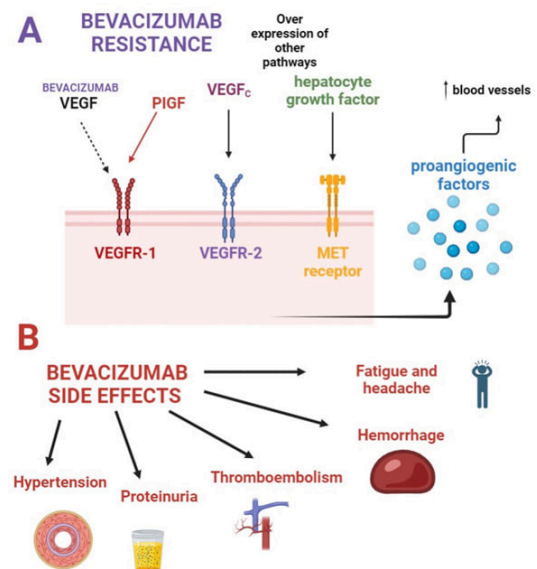 A
BEVACIZUMAB
RESISTANCE
Over
expression of
other
pathways
BEVACIZUMAB
VEGF
PIGF
VEGFC
hepatocyte
growth factor
↑ blood vessels
proangiogenic
factors
VEGFR-1
VEGFR-2
MET
receptor
B
BEVACIZUMAB
SIDE EFFECTS
Fatigue and
headache
Hemorrhage
Thromboembolism
Hypertension
Proteinuria